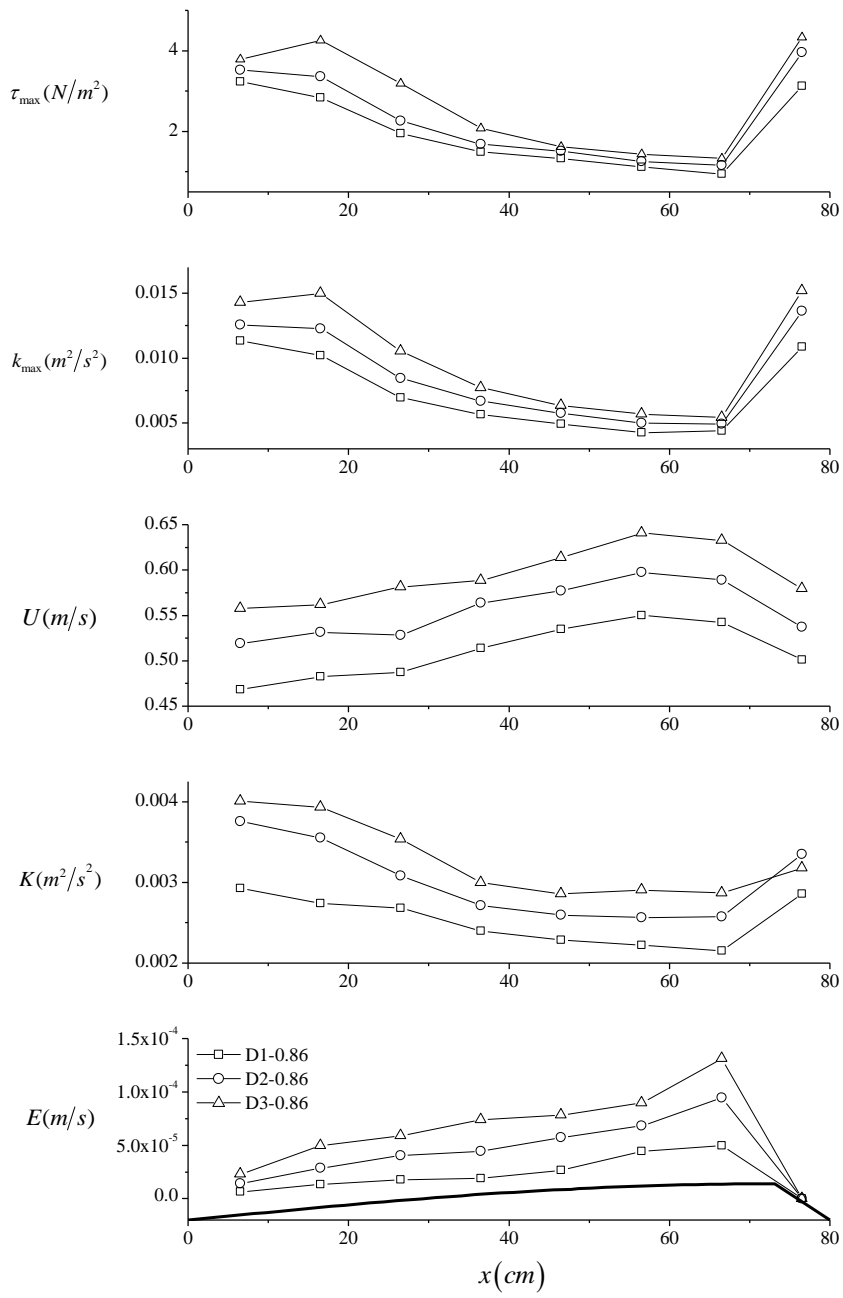 4
τmax(N/m²)
2
0 20 40 60 80
0.015
kmax(m²/s²)
0.010
0.005
0 20 40 60 80
0.65
0.60
U(m/s)
0.55
0.50
0.45
0 20 40 60 80
0.004
K(m²/s²)
0.003
0.002
0 20 40 60 80
1.5x10⁻⁴
D1-0.86
1.0x10⁻⁴
D2-0.86
D3-0.86
E(m/s)
5.0x10⁻⁵
0.0
0 20 40 60 80
x(cm)